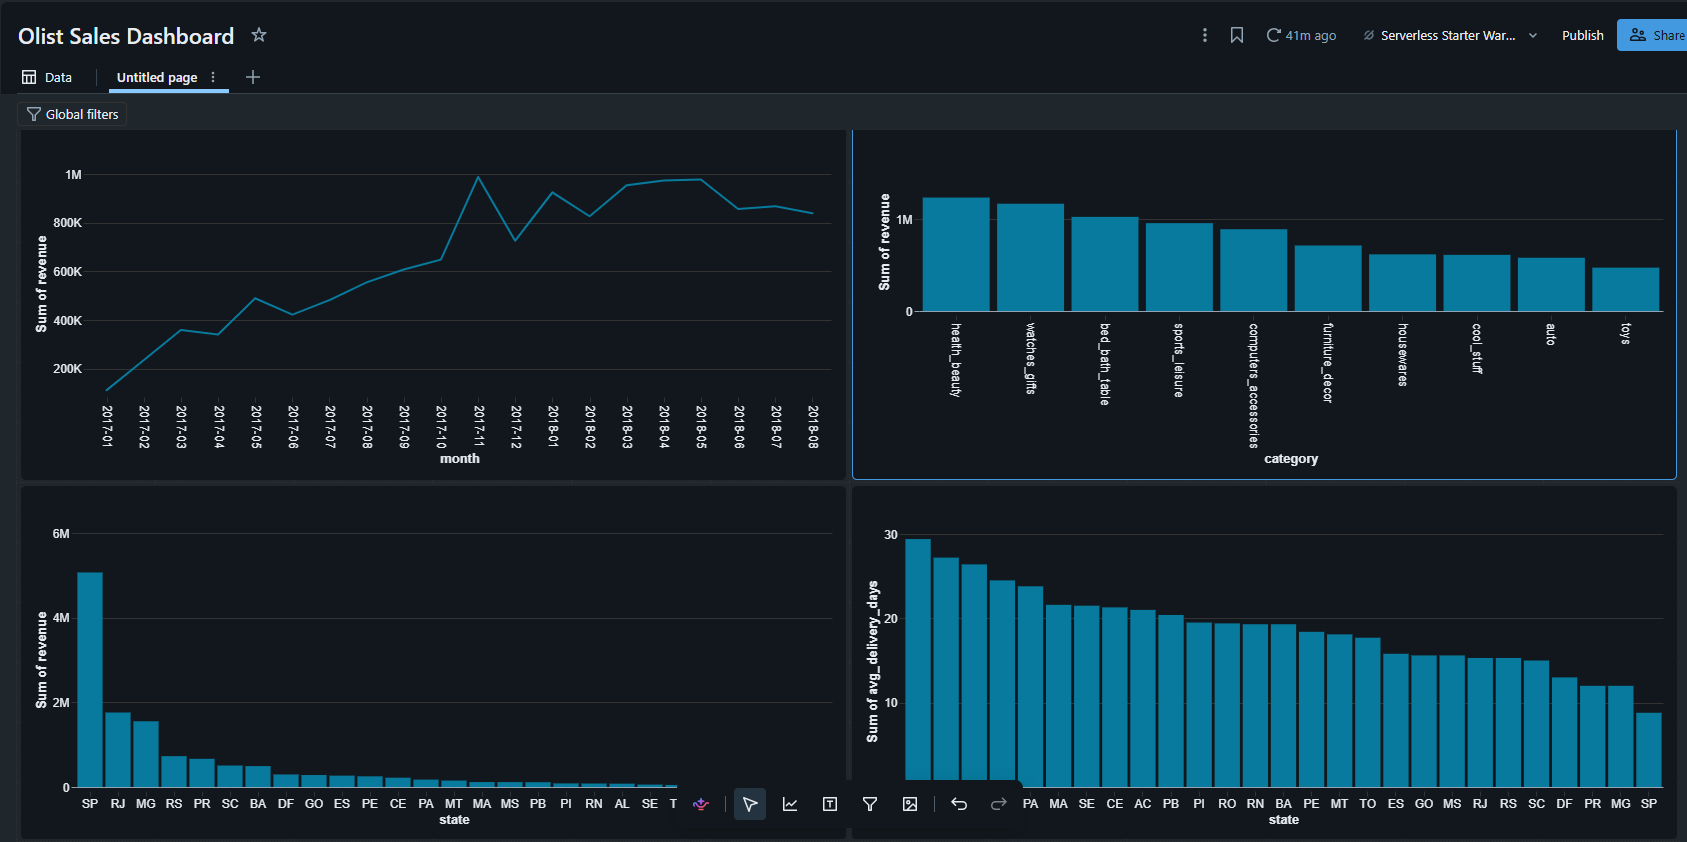 Olist Sales Dashboard
41m ago
Serverless Starter War...
Publish
Share
Data
Untitled page
Global filters
Sum of revenue
1M
800K
600K
400K
200K
2017-01 2017-02 2017-03 2017-04 2017-05 2017-06 2017-07 2017-08 2017-09 2017-10 2017-11 2017-12 2018-01 2018-02 2018-03 2018-04 2018-05 2018-06 2018-07 2018-08
month
Sum of revenue
1M
0
health_beauty watches_gifts bed_bath_table sports_leisure computers_accessories furniture_decor housewares cool_stuff auto toys
category
Sum of revenue
6M
4M
2M
0
SP RJ MG RS PR SC BA DF GO ES PE CE PA MT MA MS PB PI RN AL SE T
state
Sum of avg_delivery_days
30
20
10
PA MA SE CE AC PB PI RO RN BA PE MT TO ES GO MS RJ RS SC DF PR MG SP
state